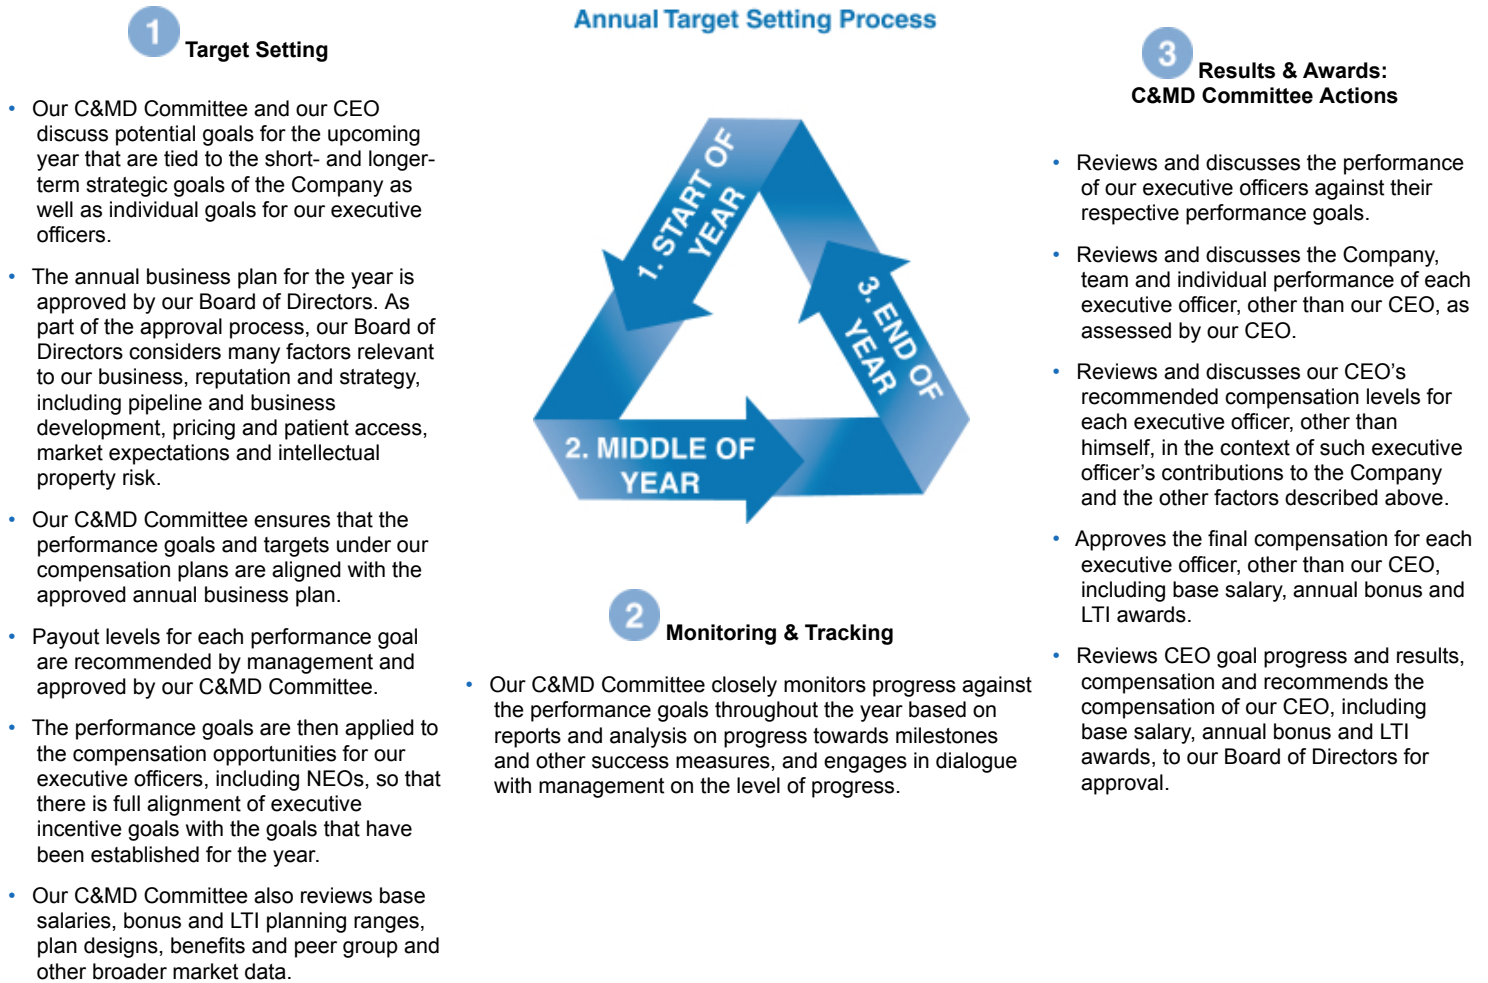 Annual Target Setting Process
1
Target Setting
• Our C&MD Committee and our CEO
discuss potential goals for the upcoming
year that are tied to the short- and longer-
term strategic goals of the Company as
well as individual goals for our executive
officers.
• The annual business plan for the year is
approved by our Board of Directors. As
part of the approval process, our Board of
Directors considers many factors relevant
to our business, reputation and strategy,
including pipeline and business
development, pricing and patient access,
market expectations and intellectual
property risk.
• Our C&MD Committee ensures that the
performance goals and targets under our
compensation plans are aligned with the
approved annual business plan.
• Payout levels for each performance goal
are recommended by management and
approved by our C&MD Committee.
• The performance goals are then applied to
the compensation opportunities for our
executive officers, including NEOs, so that
there is full alignment of executive
incentive goals with the goals that have
been established for the year.
• Our C&MD Committee also reviews base
salaries, bonus and LTI planning ranges,
plan designs, benefits and peer group and
other broader market data.
1. START OF
YEAR
2. MIDDLE OF
YEAR
3. END OF
YEAR
2
Monitoring & Tracking
• Our C&MD Committee closely monitors progress against
the performance goals throughout the year based on
reports and analysis on progress towards milestones
and other success measures, and engages in dialogue
with management on the level of progress.
3
Results & Awards:
C&MD Committee Actions
• Reviews and discusses the performance
of our executive officers against their
respective performance goals.
• Reviews and discusses the Company,
team and individual performance of each
executive officer, other than our CEO, as
assessed by our CEO.
• Reviews and discusses our CEO’s
recommended compensation levels for
each executive officer, other than
himself, in the context of such executive
officer’s contributions to the Company
and the other factors described above.
• Approves the final compensation for each
executive officer, other than our CEO,
including base salary, annual bonus and
LTI awards.
• Reviews CEO goal progress and results,
compensation and recommends the
compensation of our CEO, including
base salary, annual bonus and LTI
awards, to our Board of Directors for
approval.